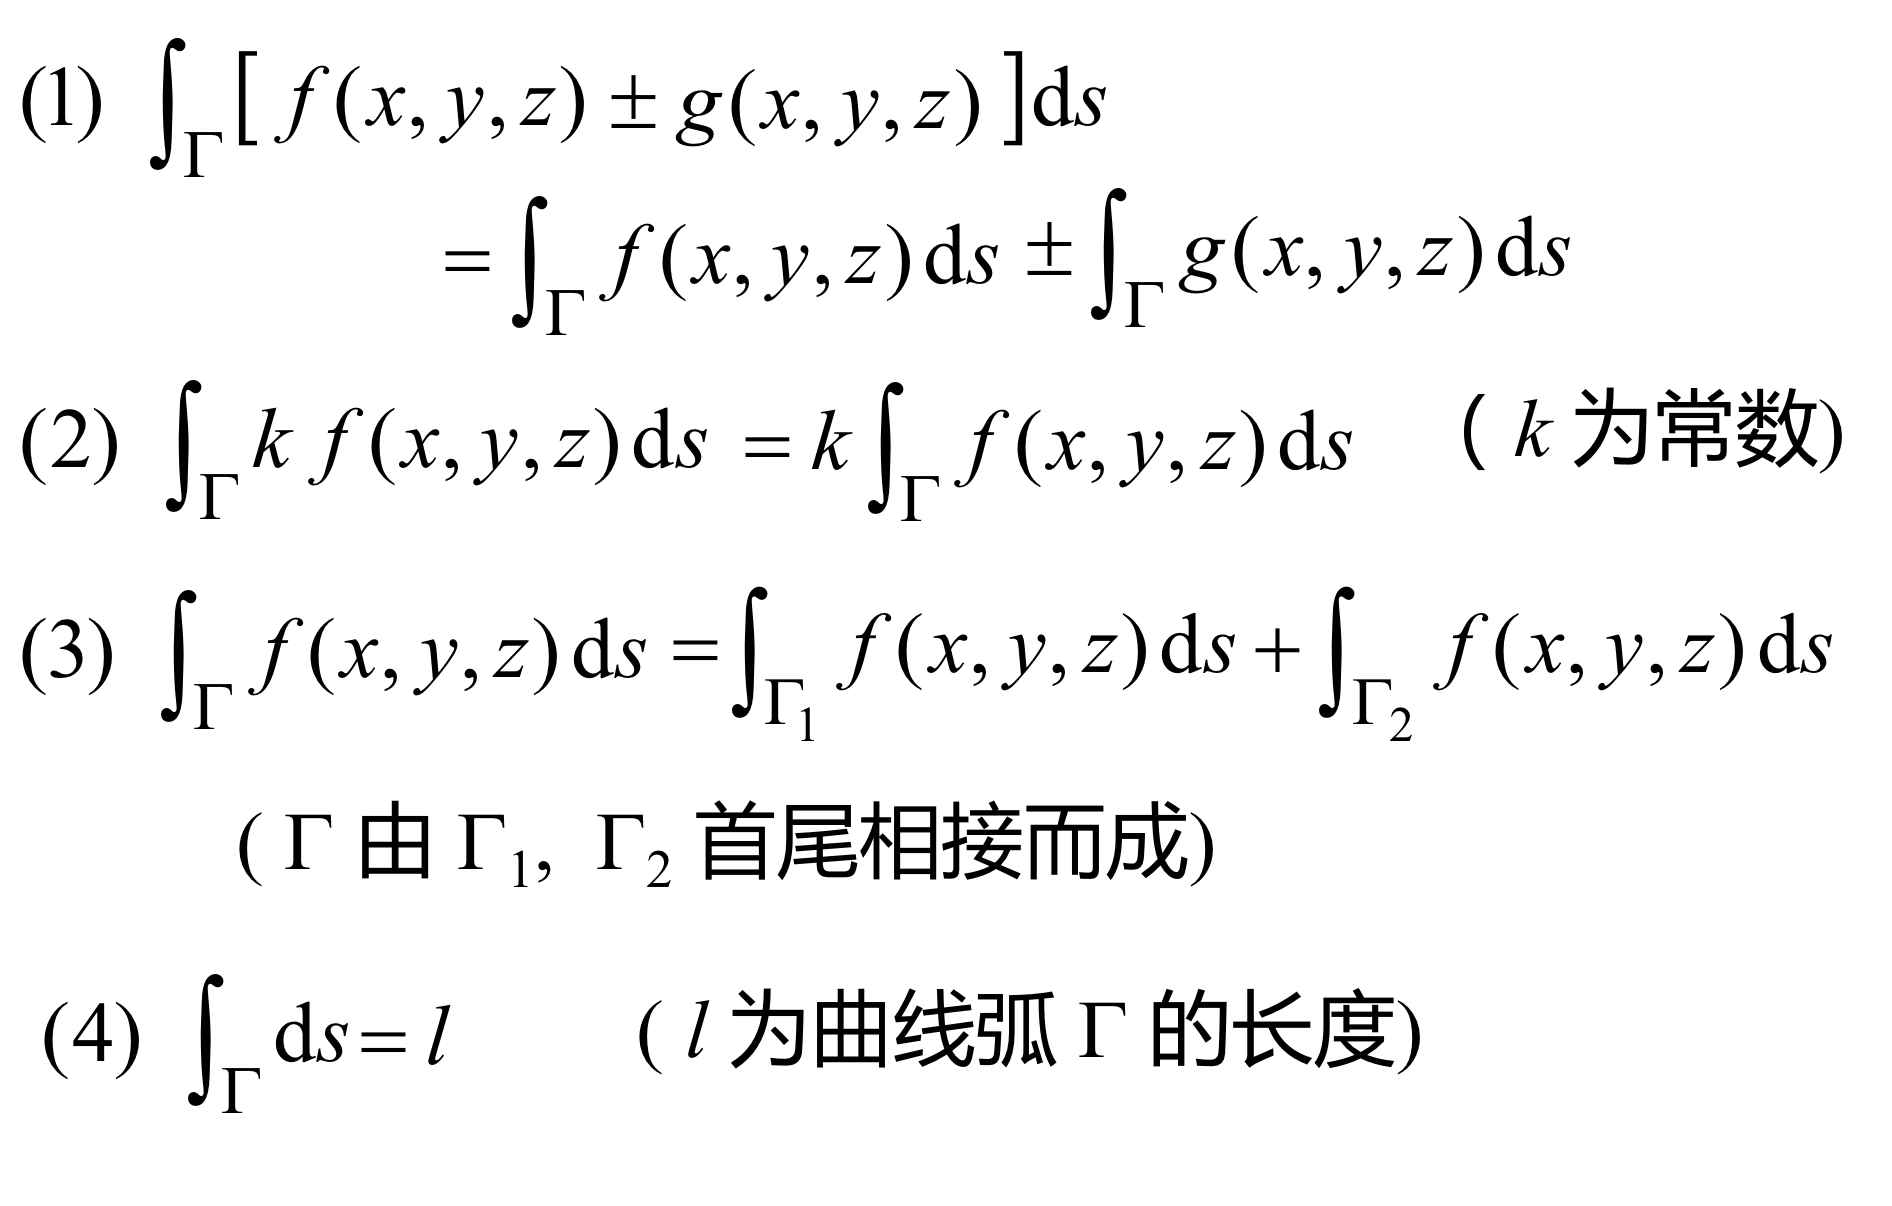 (1) ∫_Γ [ f(x, y, z) ± g(x, y, z) ]ds
= ∫_Γ f(x, y, z) ds ± ∫_Γ g(x, y, z) ds
(2) ∫_Γ k f(x, y, z) ds = k ∫_Γ f(x, y, z) ds ( k 为常数)
(3) ∫_Γ f(x, y, z) ds = ∫_Γ₁ f(x, y, z) ds + ∫_Γ₂ f(x, y, z) ds
( Γ 由 Γ₁, Γ₂ 首尾相接而成)
(4) ∫_Γ ds = l ( l 为曲线弧 Γ 的长度)